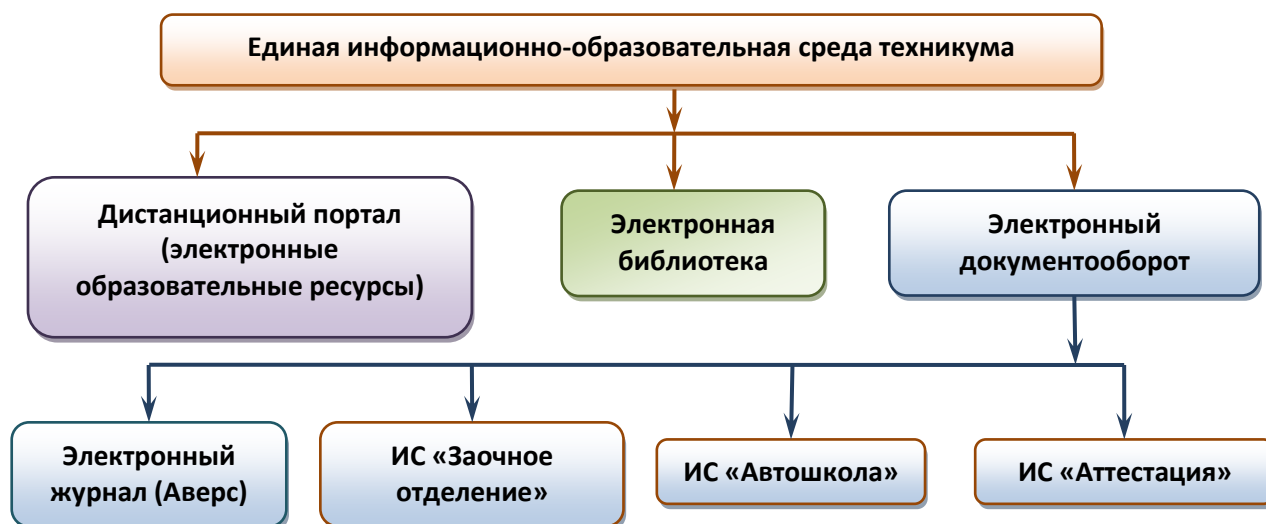 Единая информационно-образовательная среда техникума
Дистанционный портал
(электронные
образовательные ресурсы)
Электронная
библиотека
Электронный
документооборот
Электронный
журнал (Аверс)
ИС «Заочное
отделение»
ИС «Автошкола»
ИС «Аттестация»